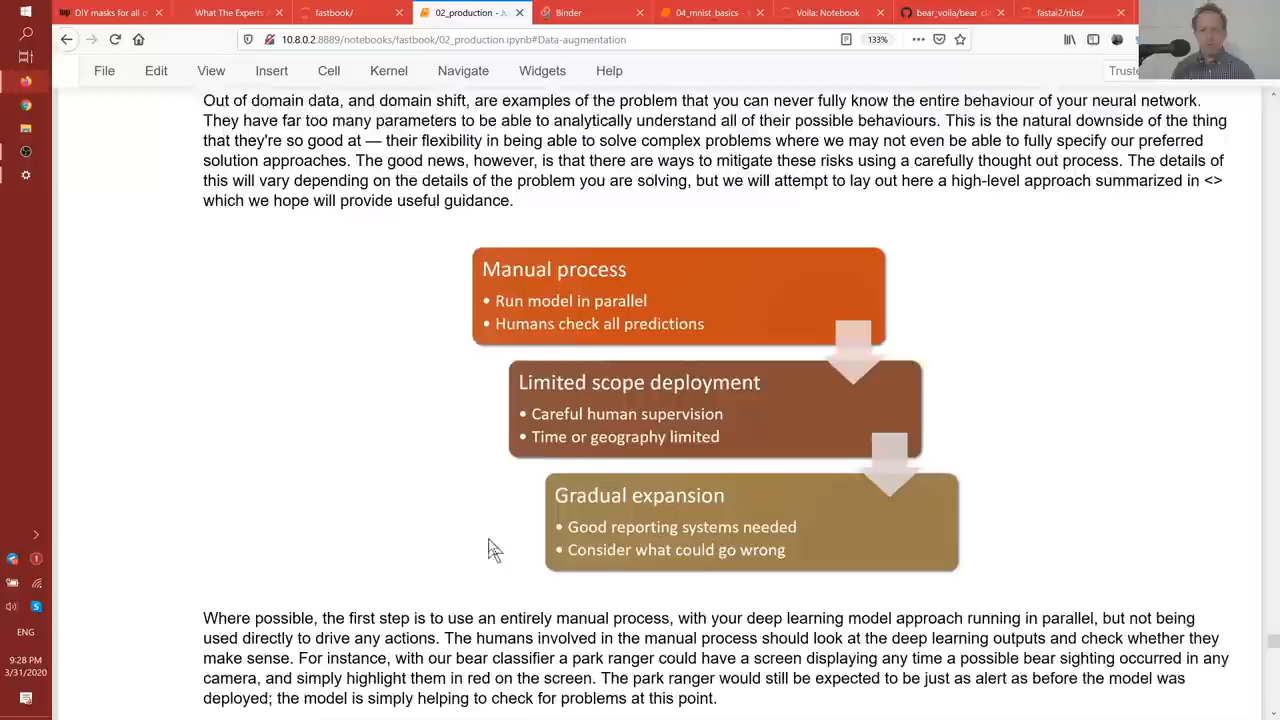 DIY masks for all c
What The Experts A
fastbook/
02_production - Ju
Binder
04_mnist_basics - J
Voila: Notebook
bear_voila/bear_cl
fastai2/nbs/
10.8.0.2:8889/notebooks/fastbook/02_production.ipynb#Data-augmentation
133%
File Edit View Insert Cell Kernel Navigate Widgets Help
Truste
Out of domain data, and domain shift, are examples of the problem that you can never fully know the entire behaviour of your neural network.
They have far too many parameters to be able to analytically understand all of their possible behaviours. This is the natural downside of the thing
that they're so good at — their flexibility in being able to solve complex problems where we may not even be able to fully specify our preferred
solution approaches. The good news, however, is that there are ways to mitigate these risks using a carefully thought out process. The details of
this will vary depending on the details of the problem you are solving, but we will attempt to lay out here a high-level approach summarized in <>
which we hope will provide useful guidance.
Manual process
• Run model in parallel
• Humans check all predictions
Limited scope deployment
• Careful human supervision
• Time or geography limited
Gradual expansion
• Good reporting systems needed
• Consider what could go wrong
Where possible, the first step is to use an entirely manual process, with your deep learning model approach running in parallel, but not being
used directly to drive any actions. The humans involved in the manual process should look at the deep learning outputs and check whether they
make sense. For instance, with our bear classifier a park ranger could have a screen displaying any time a possible bear sighting occurred in any
camera, and simply highlight them in red on the screen. The park ranger would still be expected to be just as alert as before the model was
deployed; the model is simply helping to check for problems at this point.
ENG
9:28 PM
3/31/2020